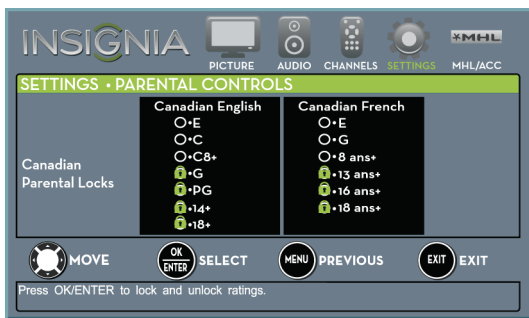 INSIGNIA
PICTURE AUDIO CHANNELS SETTINGS MHL/ACC
MHL
SETTINGS • PARENTAL CONTROLS
Canadian
Parental Locks
Canadian English
•E
•C
•C8+
•G
•PG
•14+
•18+
Canadian French
•E
•G
•8 ans+
•13 ans+
•16 ans+
•18 ans+
MOVE OK ENTER SELECT MENU PREVIOUS EXIT EXIT
Press OK/ENTER to lock and unlock ratings.